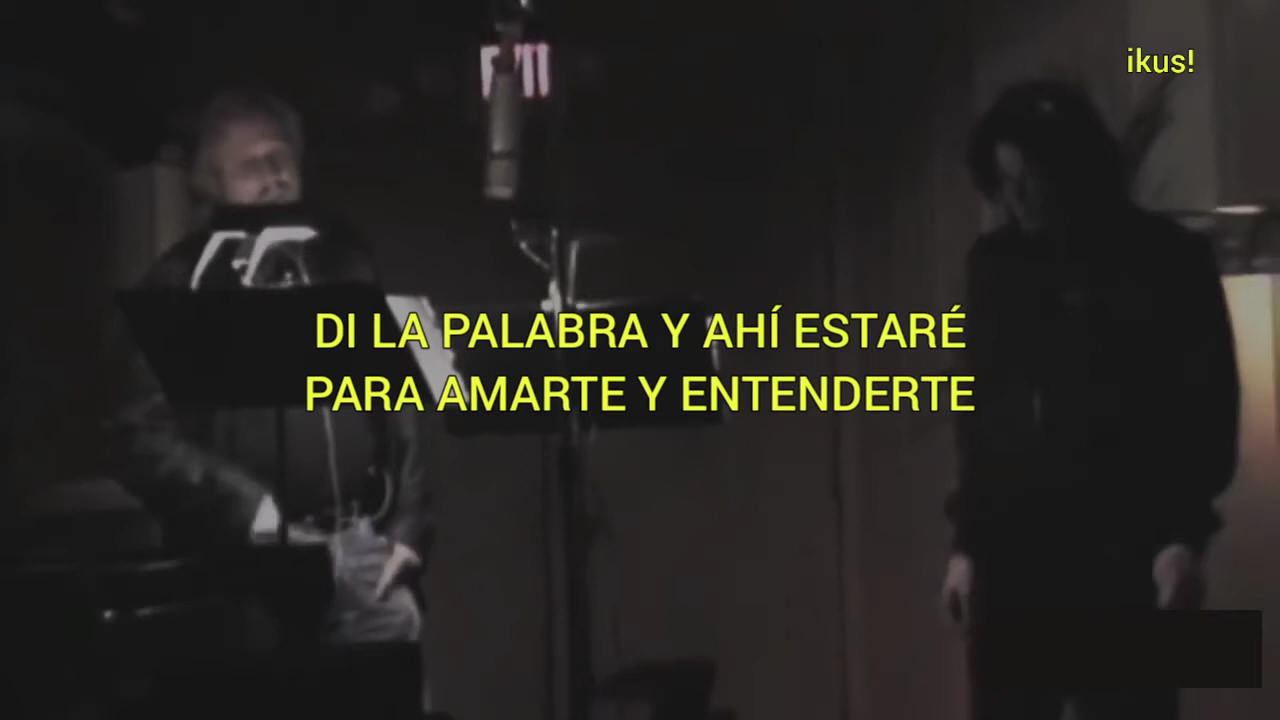 ikus!
DI LA PALABRA Y AHÍ ESTARÉ
PARA AMARTE Y ENTENDERTE